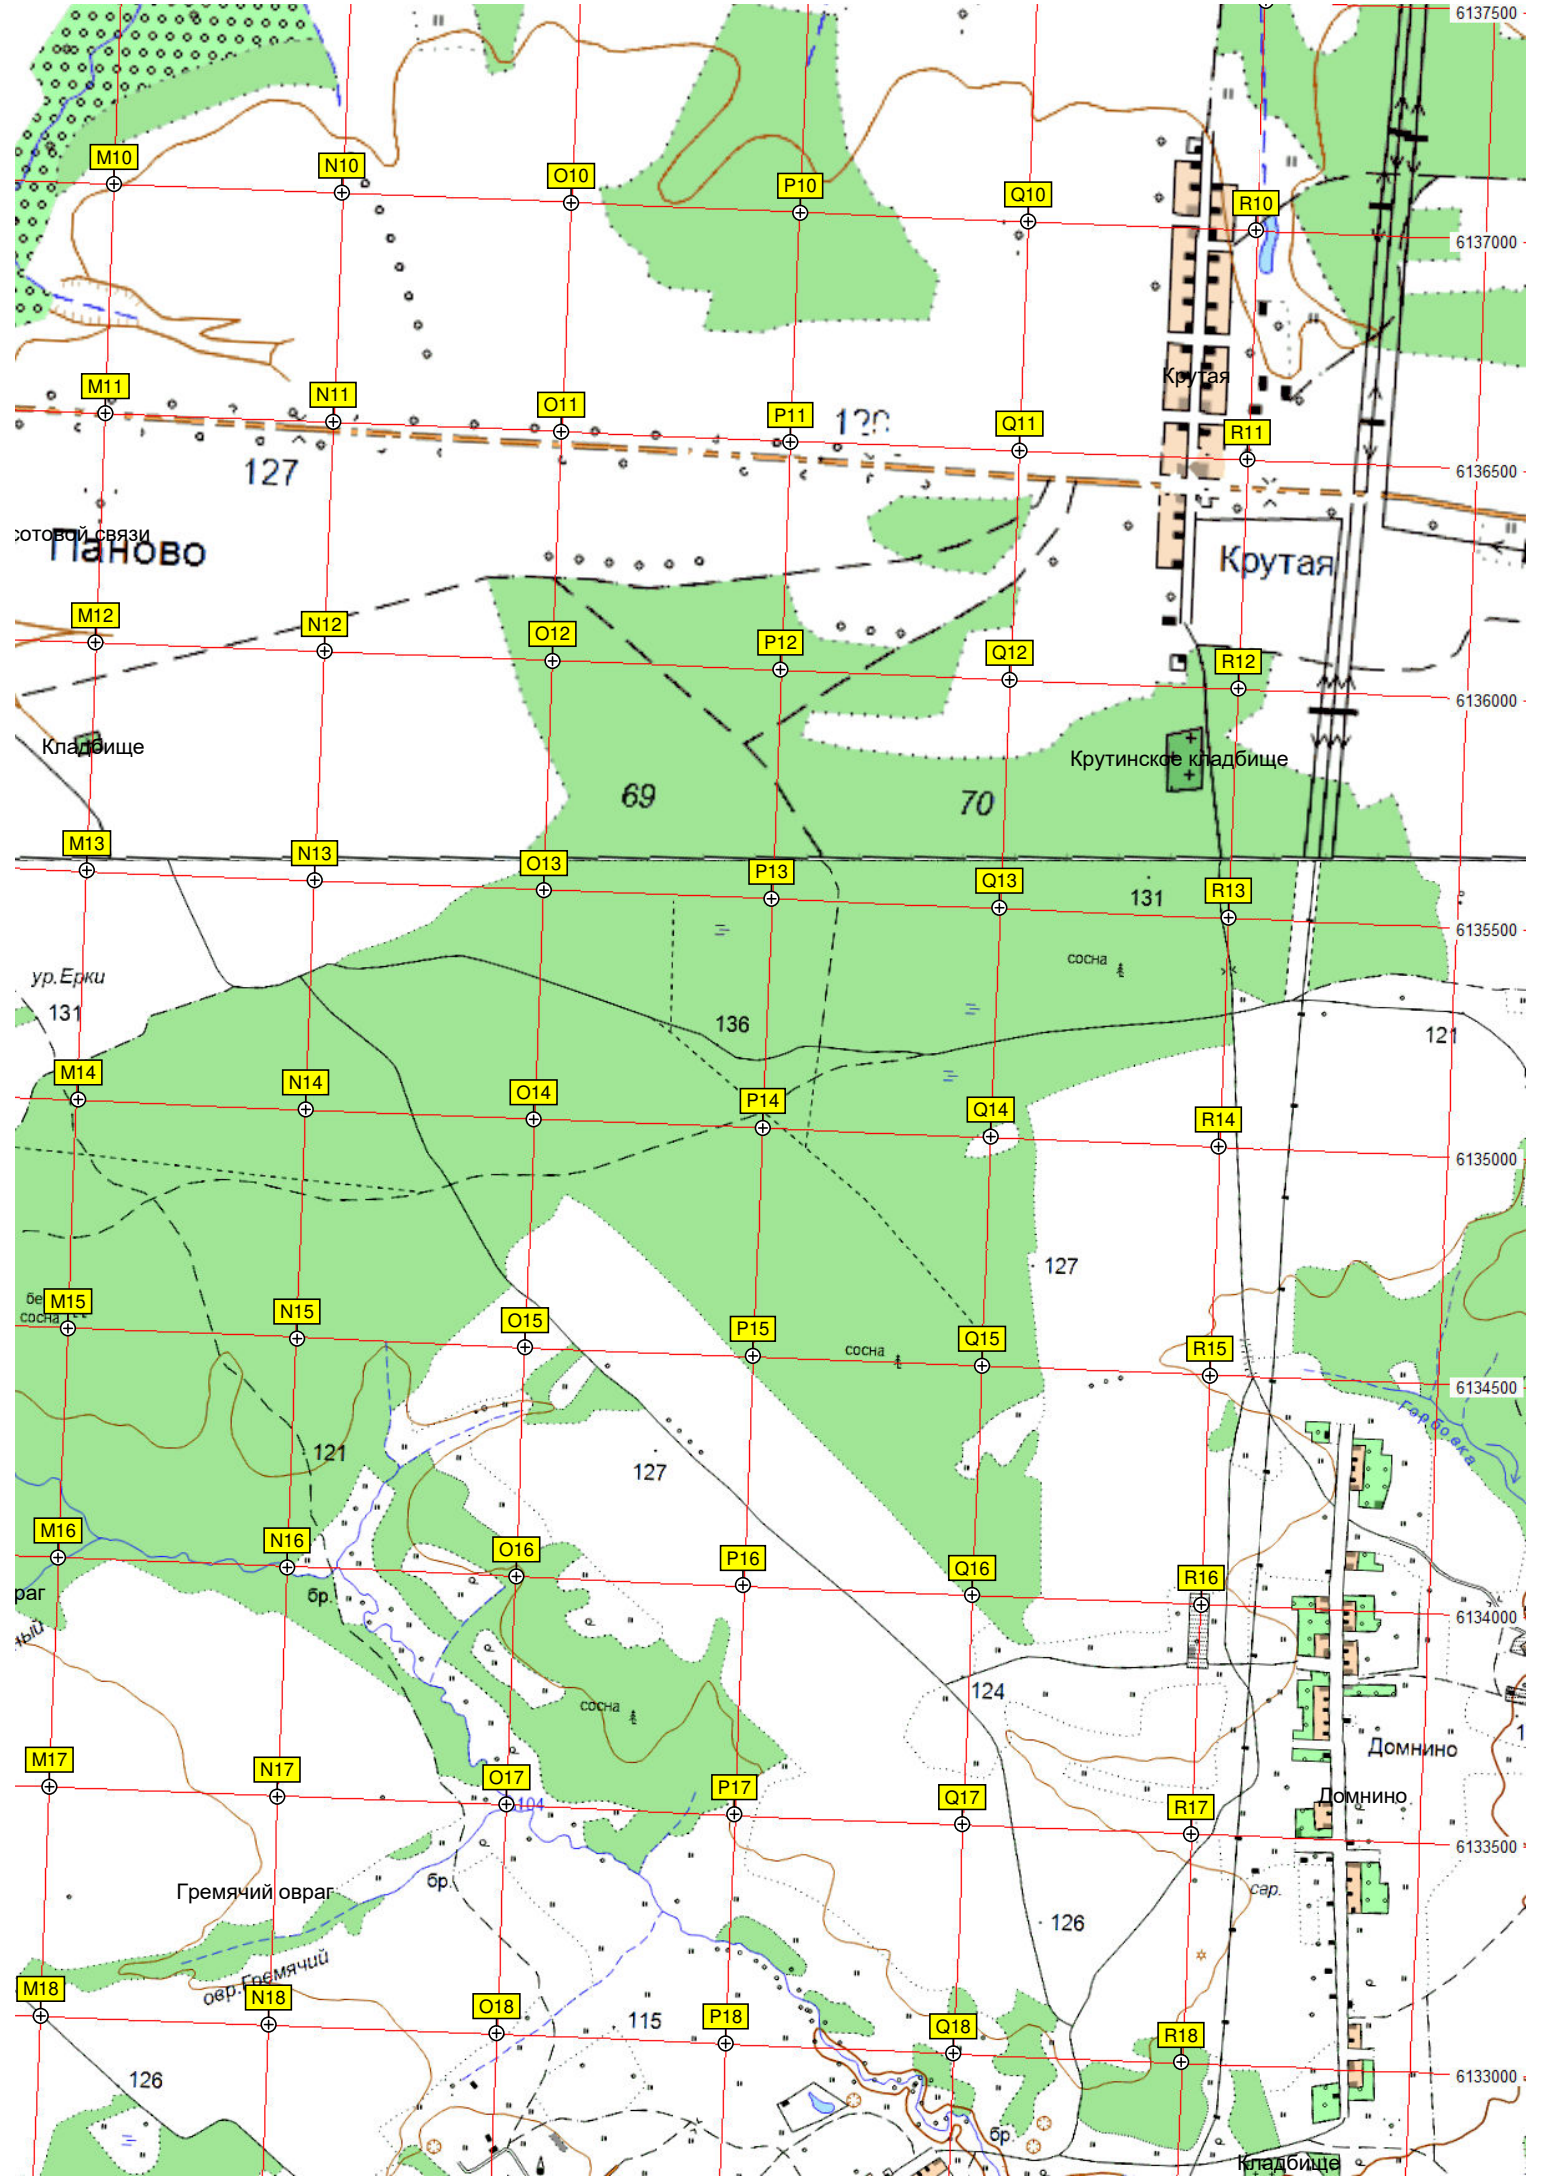 6137500
M10
N10
O10
P10
Q10
R10
6137000
M11
N11
O11
P11
Q11
R11
Крутая
127
6136500
сотовой связи
Паново
Крутая
M12
N12
O12
P12
Q12
R12
6136000
Кладбище
Крутинское кладбище
69
70
M13
N13
O13
P13
Q13
R13
131
6135500
сосна
ур.Ерки
131
136
121
M14
N14
O14
P14
Q14
R14
6135000
127
M15
N15
O15
P15
Q15
R15
сосна
сосна
6134500
Горбовка
121
127
M16
N16
O16
P16
Q16
R16
раг
бр.
6134000
ный
124
сосна
Домнино
M17
N17
O17
P17
Q17
R17
104
Домнино
6133500
бр.
Гремячий овраг
сар.
126
овр.Гремячий
M18
N18
O18
P18
Q18
R18
115
126
6133000
бр.
Кладбище